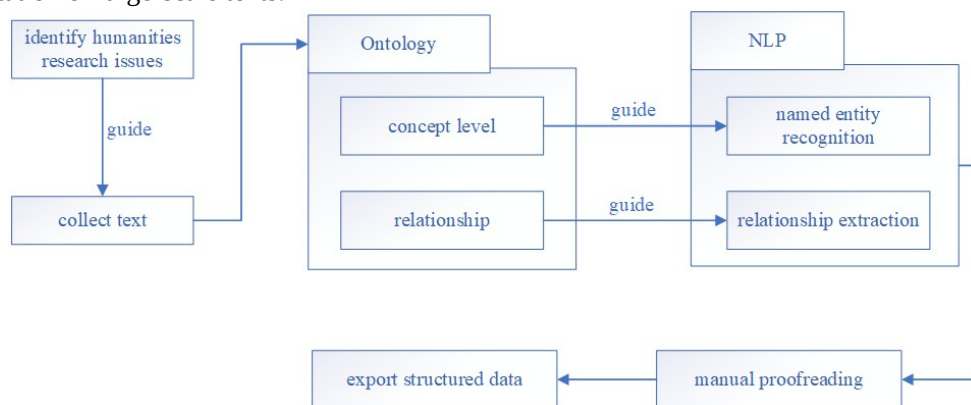 identify humanities
research issues
guide
collect text
Ontology
concept level
relationship
guide
guide
NLP
named entity
recognition
relationship extraction
manual proofreading
export structured data